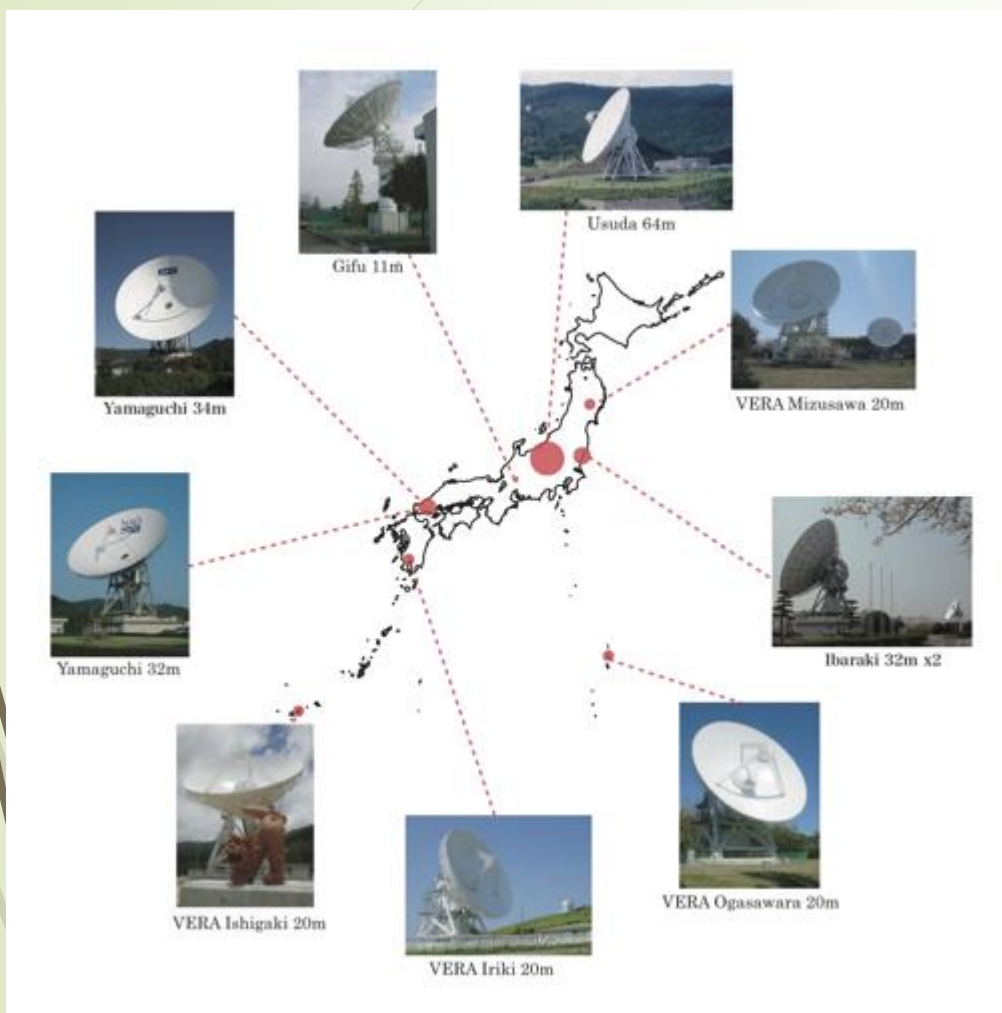 Gifu 11m
Usuda 64m
Yamaguchi 34m
VERA Mizusawa 20m
Yamaguchi 32m
Ibaraki 32m x2
VERA Ishigaki 20m
VERA Iriki 20m
VERA Ogasawara 20m